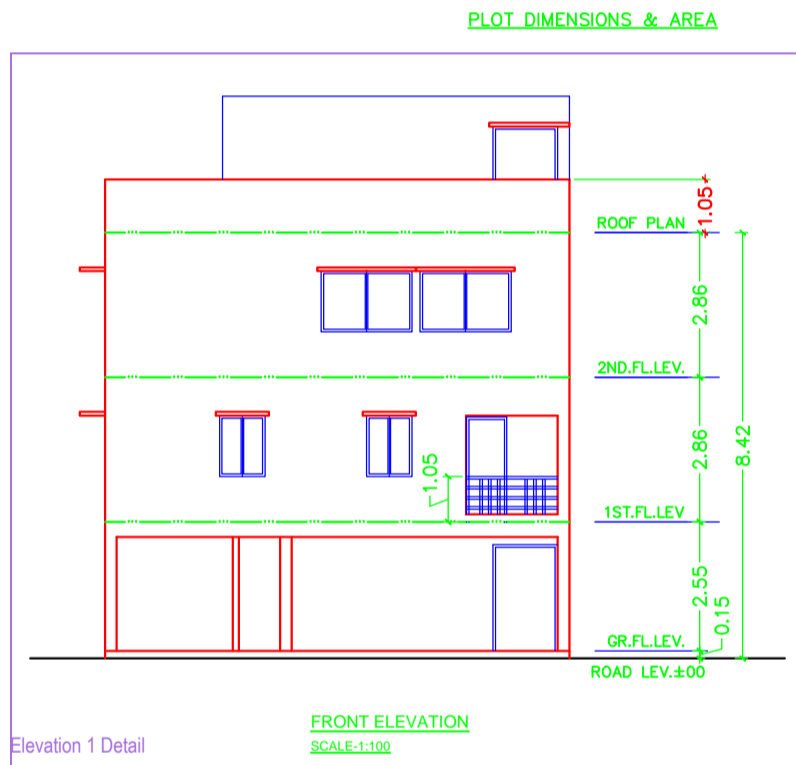 PLOT DIMENSIONS & AREA
1.05
ROOF PLAN
2.86
2ND.FL.LEV.
2.86
8.42
1.05
1ST.FL.LEV
2.55
0.15
GR.FL.LEV.
ROAD LEV.±00
FRONT ELEVATION
SCALE-1:100
Elevation 1 Detail